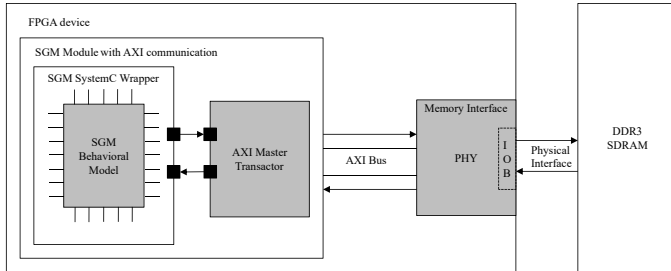 FPGA device
SGM Module with AXI communication
SGM SystemC Wrapper
SGM
Behavioral
Model
AXI Master
Transactor
AXI Bus
Memory Interface
PHY
I
O
B
Physical
Interface
DDR3
SDRAM